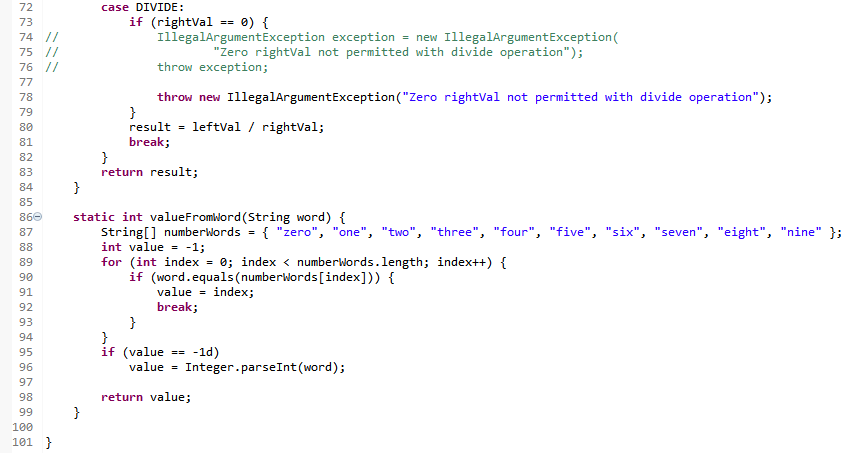 72         case DIVIDE:
73             if (rightVal == 0) {
74 //              IllegalArgumentException exception = new IllegalArgumentException(
75 //                      "Zero rightVal not permitted with divide operation");
76 //              throw exception;
77
78                 throw new IllegalArgumentException("Zero rightVal not permitted with divide operation");
79             }
80             result = leftVal / rightVal;
81             break;
82         }
83         return result;
84     }
85
86     static int valueFromWord(String word) {
87         String[] numberWords = { "zero", "one", "two", "three", "four", "five", "six", "seven", "eight", "nine" };
88         int value = -1;
89         for (int index = 0; index < numberWords.length; index++) {
90             if (word.equals(numberWords[index])) {
91                 value = index;
92                 break;
93             }
94         }
95         if (value == -1d)
96             value = Integer.parseInt(word);
97
98         return value;
99     }
100
101 }